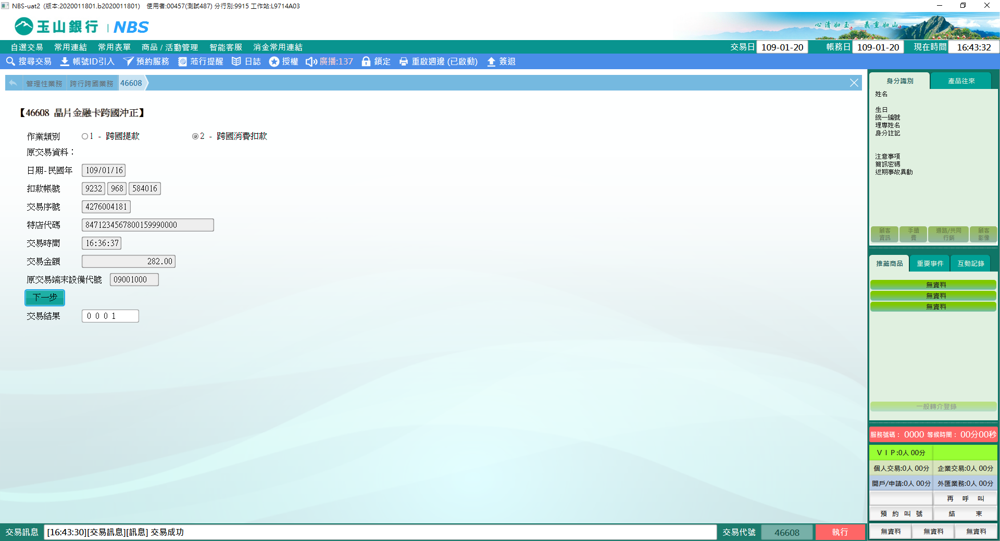 NBS-uat2 (版本:2020011801.b2020011801) 使用者:00457(測試487) 分行別:9915 工作站:L9714A03
玉山銀行 | NBS
心清如玉。 義重如山。
自選交易 常用連結 常用表單 商品 / 活動管理 智能客服 消金常用連結 交易日 109-01-20 帳務日 109-01-20 現在時間 16:43:32
搜尋交易 帳號ID引入 預約服務 蒞行提醒 日誌 授權 廣播:137 鎖定 重啟週邊 (已啟動) 簽退
管理性業務 跨行跨國業務 46608
【46608 晶片金融卡跨國沖正】
作業類別 1 - 跨國提款 2 - 跨國消費扣款
原交易資料：
日期-民國年 109/01/16
扣款帳號 9232 968 584016
交易序號 4276004181
特店代碼 8471234567800159990000
交易時間 16:36:37
交易金額 282.00
原交易端末設備代號 09001000
下一步
交易結果 0001
身分識別 產品往來
姓名
生日
統一編號
理專姓名
身分註記
注意事項
簡訊密碼
近期事故異動
顧客資訊 手續費 通路/共同行銷 顧客影像
推薦商品 重要事件 互動記錄
無資料
無資料
無資料
一般轉介登錄
服務號碼： 0000 等候時間： 00分00秒
ＶＩＰ:0人 00分
個人交易:0人 00分 企業交易:0人 00分
開戶/申請:0人 00分 外匯業務:0人 00分
再 呼 叫
預 約 叫 號 結 束
無資料 無資料 無資料
交易訊息 [16:43:30][交易訊息][訊息] 交易成功 交易代號 46608 執行